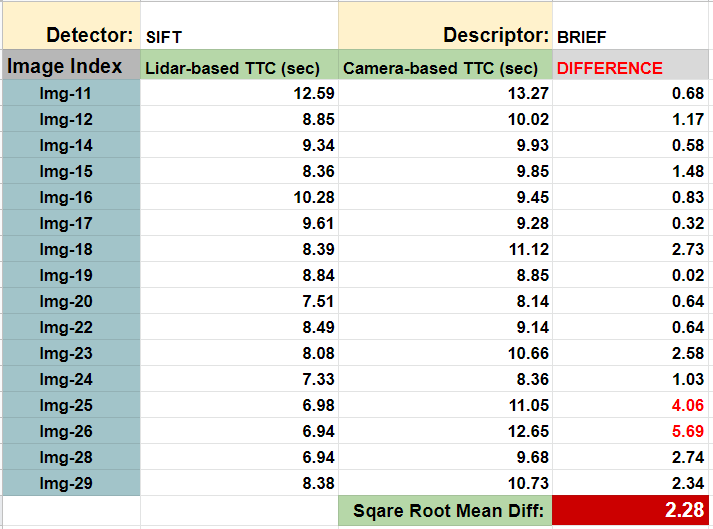 Detector: SIFT Descriptor: BRIEF
Image Index Lidar-based TTC (sec) Camera-based TTC (sec) DIFFERENCE
Img-11 12.59 13.27 0.68
Img-12 8.85 10.02 1.17
Img-14 9.34 9.93 0.58
Img-15 8.36 9.85 1.48
Img-16 10.28 9.45 0.83
Img-17 9.61 9.28 0.32
Img-18 8.39 11.12 2.73
Img-19 8.84 8.85 0.02
Img-20 7.51 8.14 0.64
Img-22 8.49 9.14 0.64
Img-23 8.08 10.66 2.58
Img-24 7.33 8.36 1.03
Img-25 6.98 11.05 4.06
Img-26 6.94 12.65 5.69
Img-28 6.94 9.68 2.74
Img-29 8.38 10.73 2.34
Sqare Root Mean Diff: 2.28